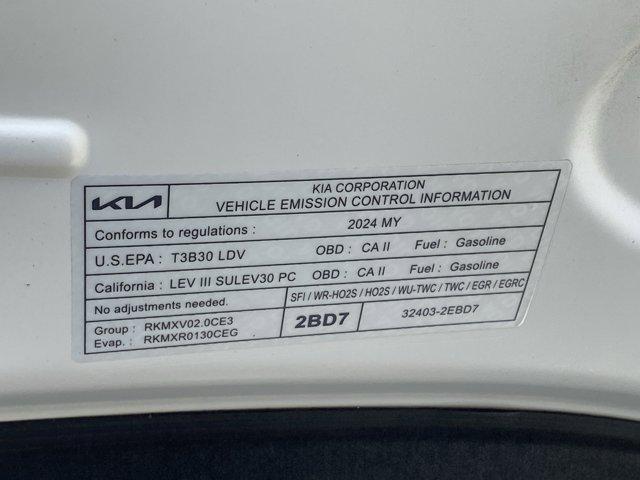 KIA
KIA CORPORATION
VEHICLE EMISSION CONTROL INFORMATION
Conforms to regulations : 2024 MY
U.S.EPA : T3B30 LDV OBD : CA II Fuel : Gasoline
California : LEV III SULEV30 PC OBD : CA II Fuel : Gasoline
No adjustments needed. SFI / WR-HO2S / HO2S / WU-TWC / TWC / EGR / EGRC
Group : RKMXV02.0CE3
Evap. : RKMXR0130CEG
2BD7
32403-2EBD7